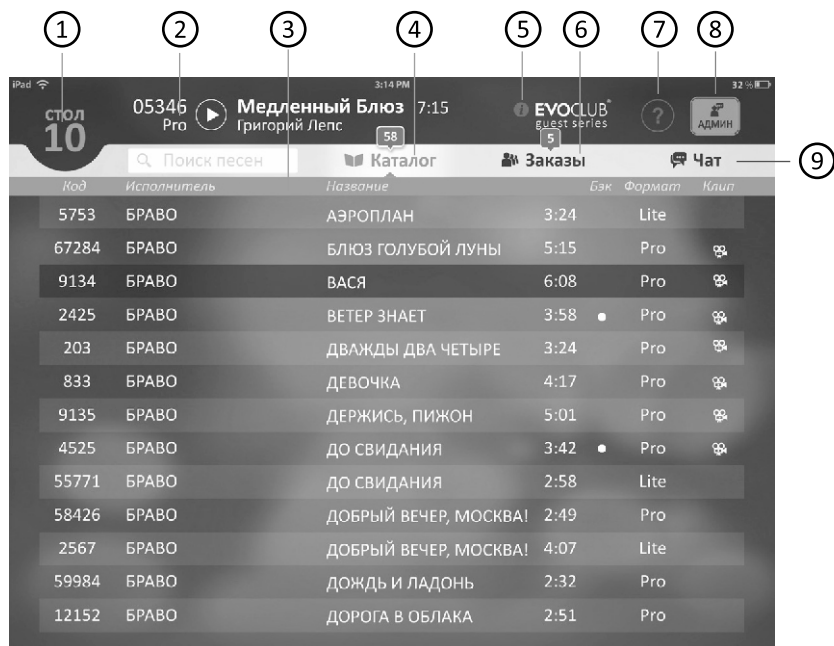 1 2 3 4 5 6 7 8
iPad 3:14 PM 32 %
СТОЛ 10
05346 Медленный Блюз 7:15
Pro Григорий Лепс
i EVOCLUB® guest series
? АДМИН
58 5
Поиск песен Каталог Заказы Чат 9
Код Исполнитель Название Бэк Формат Клип
5753 БРАВО АЭРОПЛАН 3:24 Lite
67284 БРАВО БЛЮЗ ГОЛУБОЙ ЛУНЫ 5:15 Pro
9134 БРАВО ВАСЯ 6:08 Pro
2425 БРАВО ВЕТЕР ЗНАЕТ 3:58 Pro
203 БРАВО ДВАЖДЫ ДВА ЧЕТЫРЕ 3:24 Pro
833 БРАВО ДЕВОЧКА 4:17 Pro
9135 БРАВО ДЕРЖИСЬ, ПИЖОН 5:01 Pro
4525 БРАВО ДО СВИДАНИЯ 3:42 Pro
55771 БРАВО ДО СВИДАНИЯ 2:58 Lite
58426 БРАВО ДОБРЫЙ ВЕЧЕР, МОСКВА! 2:49 Pro
2567 БРАВО ДОБРЫЙ ВЕЧЕР, МОСКВА! 4:07 Lite
59984 БРАВО ДОЖДЬ И ЛАДОНЬ 2:32 Pro
12152 БРАВО ДОРОГА В ОБЛАКА 2:51 Pro